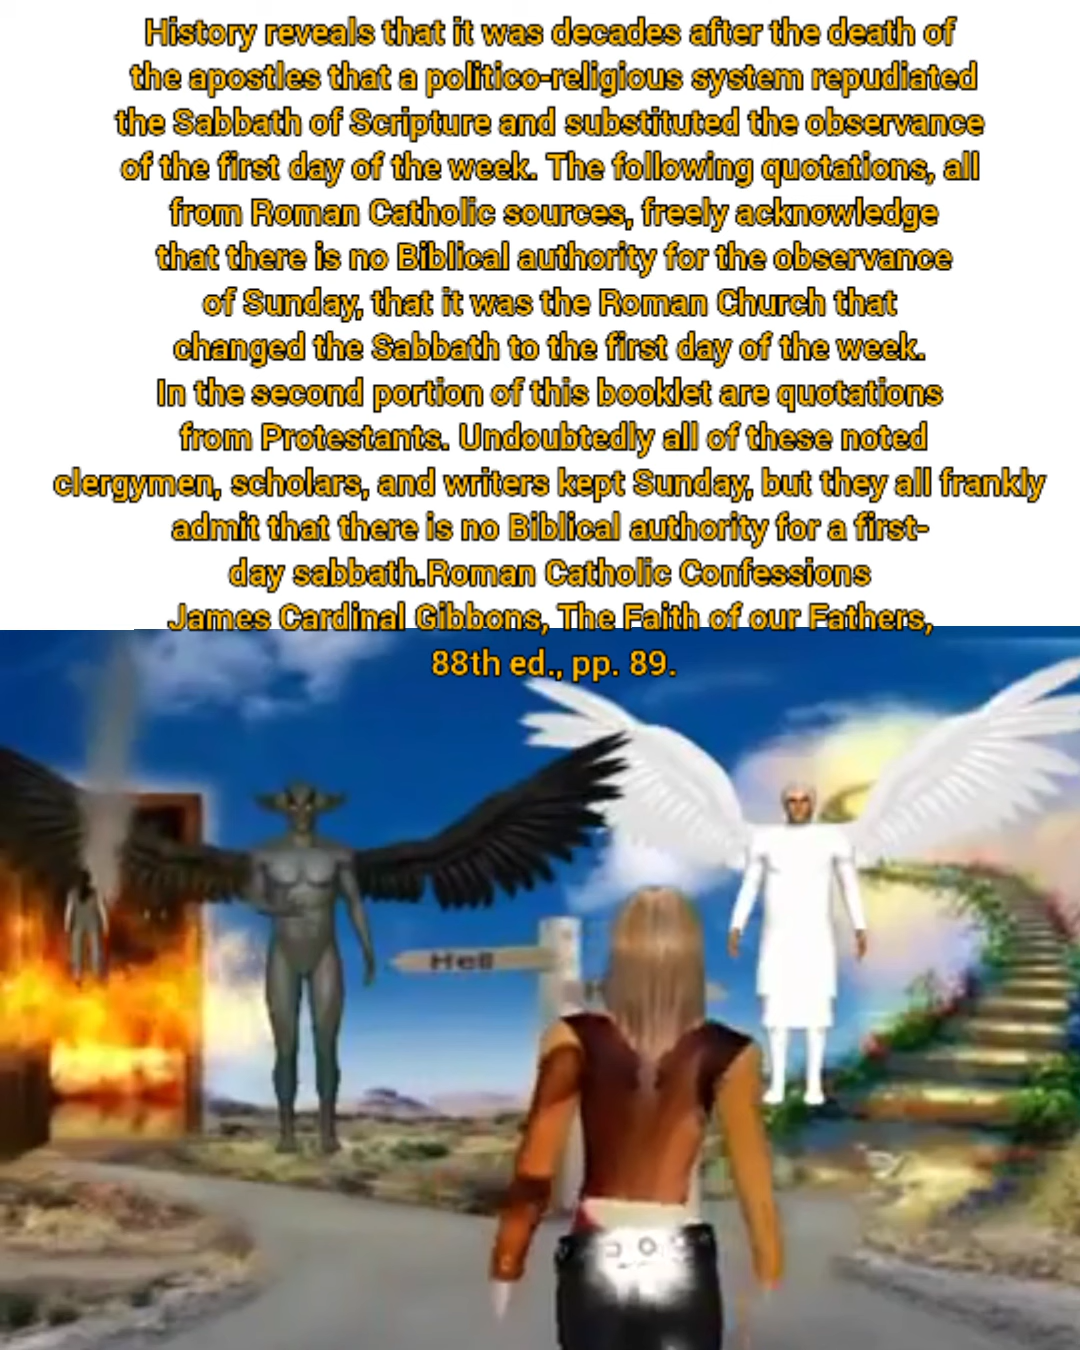 History reveals that it was decades after the death of
the apostles that a politico-religious system repudiated
the Sabbath of Scripture and substituted the observance
of the first day of the week. The following quotations, all
from Roman Catholic sources, freely acknowledge
that there is no Biblical authority for the observance
of Sunday, that it was the Roman Church that
changed the Sabbath to the first day of the week.
In the second portion of this booklet are quotations
from Protestants. Undoubtedly all of these noted
clergymen, scholars, and writers kept Sunday, but they all frankly
admit that there is no Biblical authority for a first-
day sabbath.Roman Catholic Confessions
James Cardinal Gibbons, The Faith of our Fathers,
88th ed., pp. 89.
Hell